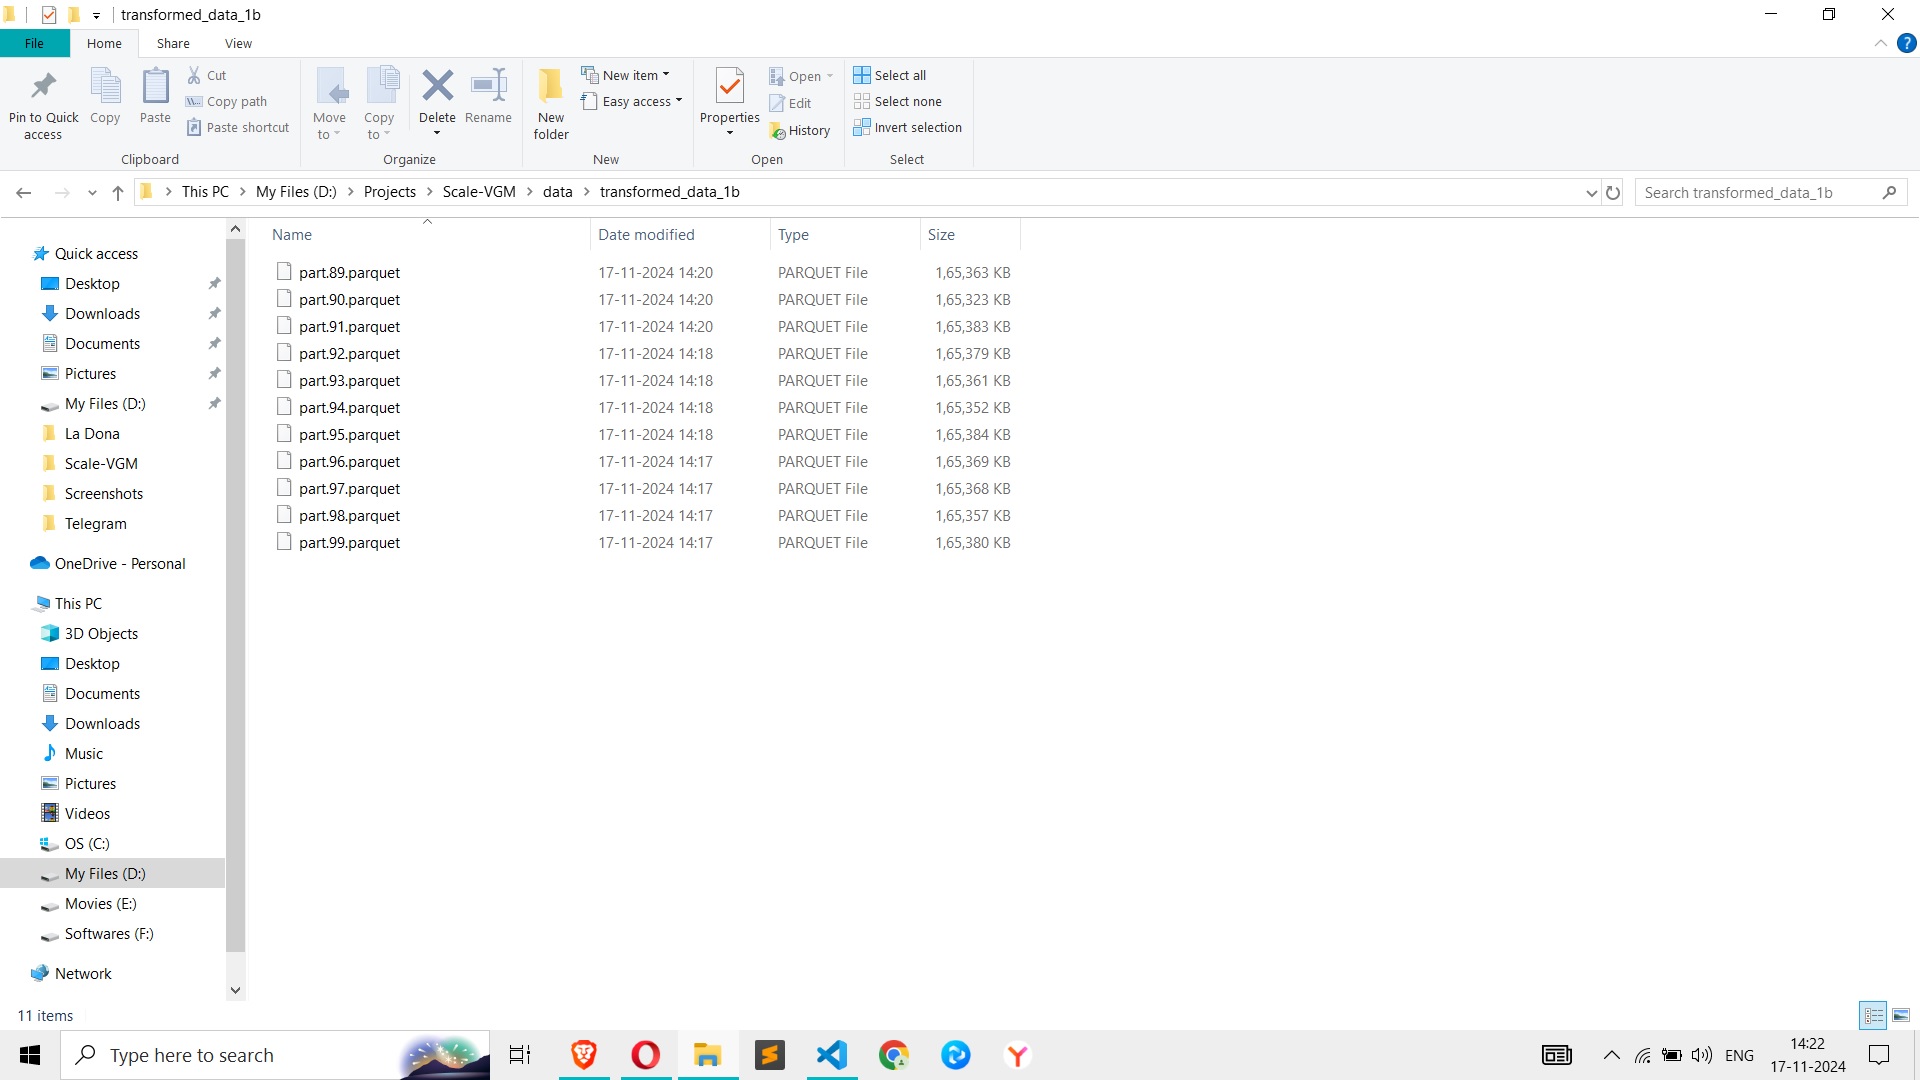 transformed_data_1b
File Home Share View
Pin to Quick access
Copy
Paste
Cut
Copy path
Paste shortcut
Clipboard
Move to
Copy to
Delete
Rename
Organize
New folder
New item
Easy access
New
Properties
Open
Edit
History
Open
Select all
Select none
Invert selection
Select
This PC > My Files (D:) > Projects > Scale-VGM > data > transformed_data_1b
Search transformed_data_1b
Quick access
Desktop
Downloads
Documents
Pictures
My Files (D:)
La Dona
Scale-VGM
Screenshots
Telegram
OneDrive - Personal
This PC
3D Objects
Desktop
Documents
Downloads
Music
Pictures
Videos
OS (C:)
My Files (D:)
Movies (E:)
Softwares (F:)
Network
Name Date modified Type Size
part.89.parquet 17-11-2024 14:20 PARQUET File 1,65,363 KB
part.90.parquet 17-11-2024 14:20 PARQUET File 1,65,323 KB
part.91.parquet 17-11-2024 14:20 PARQUET File 1,65,383 KB
part.92.parquet 17-11-2024 14:18 PARQUET File 1,65,379 KB
part.93.parquet 17-11-2024 14:18 PARQUET File 1,65,361 KB
part.94.parquet 17-11-2024 14:18 PARQUET File 1,65,352 KB
part.95.parquet 17-11-2024 14:18 PARQUET File 1,65,384 KB
part.96.parquet 17-11-2024 14:17 PARQUET File 1,65,369 KB
part.97.parquet 17-11-2024 14:17 PARQUET File 1,65,368 KB
part.98.parquet 17-11-2024 14:17 PARQUET File 1,65,357 KB
part.99.parquet 17-11-2024 14:17 PARQUET File 1,65,380 KB
11 items
Type here to search
ENG
14:22
17-11-2024